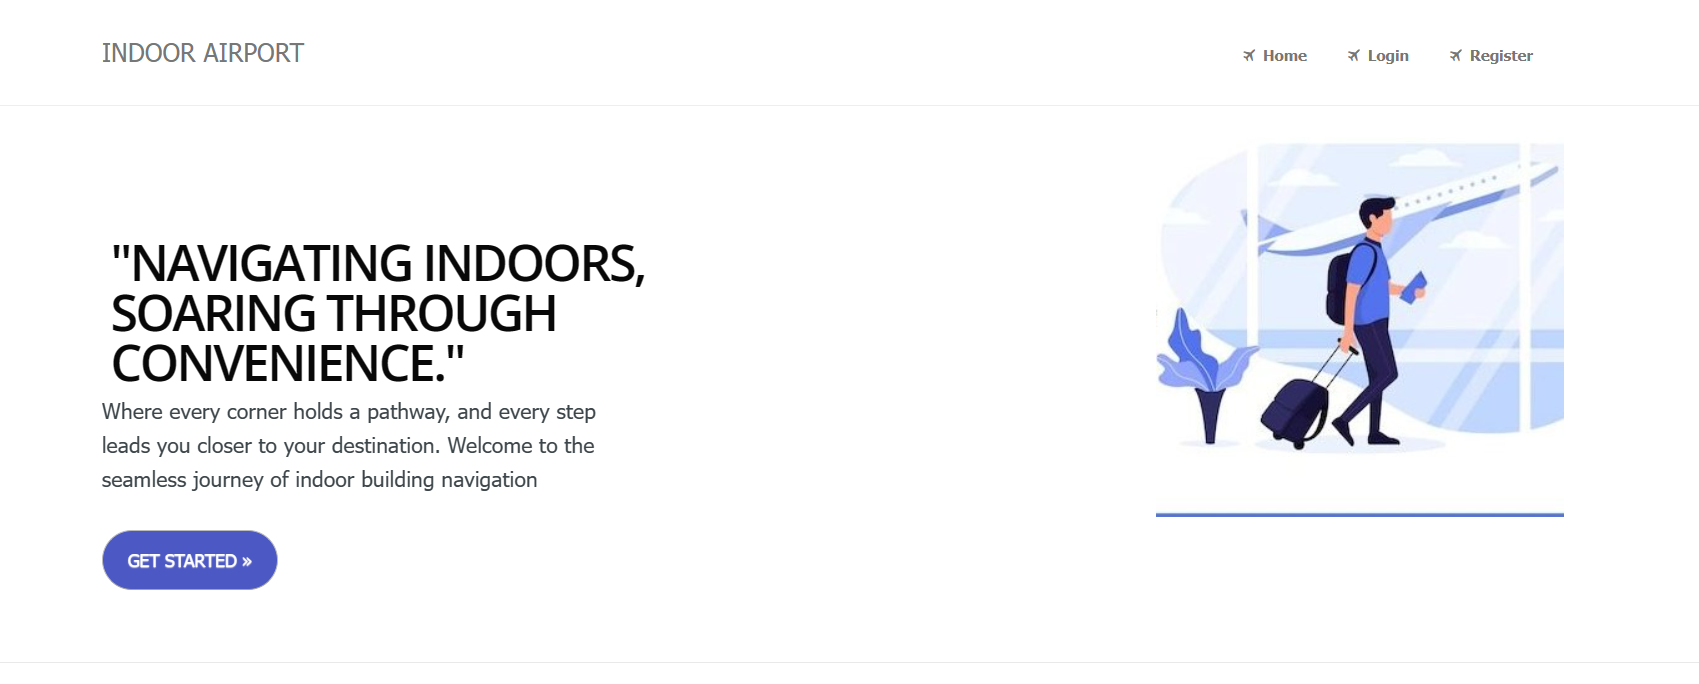 INDOOR AIRPORT
Home
Login
Register
"NAVIGATING INDOORS,
SOARING THROUGH
CONVENIENCE."
Where every corner holds a pathway, and every step
leads you closer to your destination. Welcome to the
seamless journey of indoor building navigation
GET STARTED »